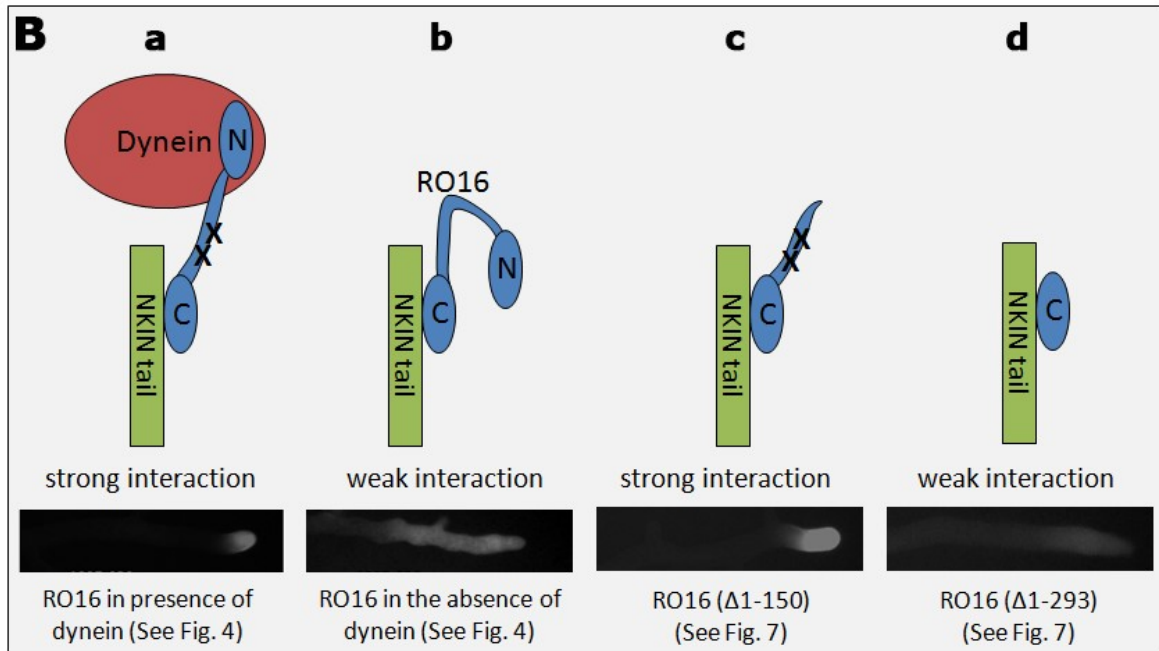 B
a
b
c
d
Dynein
N
RO16
N
X
X
X
X
C
C
C
C
NKIN tail
NKIN tail
NKIN tail
NKIN tail
strong interaction
weak interaction
strong interaction
weak interaction
RO16 in presence of
dynein (See Fig. 4)
RO16 in the absence of
dynein (See Fig. 4)
RO16 (Δ1-150)
(See Fig. 7)
RO16 (Δ1-293)
(See Fig. 7)